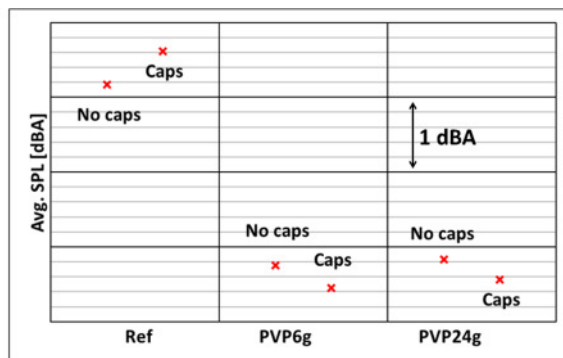 Avg. SPL [dBA]
Caps
No caps
1 dBA
No caps
Caps
No caps
Caps
Ref
PVP6g
PVP24g